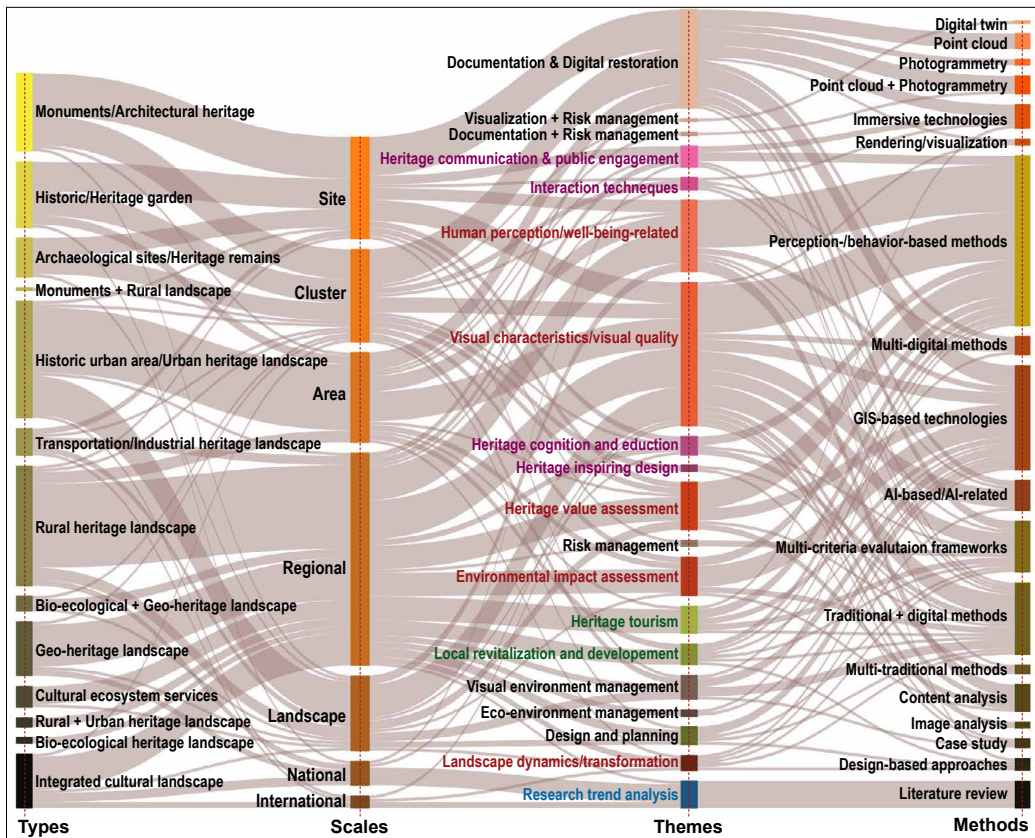 Monuments/Architectural heritage
Historic/Heritage garden
Archaeological sites/Heritage remains
Monuments + Rural landscape
Historic urban area/Urban heritage landscape
Transportation/Industrial heritage landscape
Rural heritage landscape
Bio-ecological + Geo-heritage landscape
Geo-heritage landscape
Cultural ecosystem services
Rural + Urban heritage landscape
Bio-ecological heritage landscape
Integrated cultural landscape
Types
Site
Cluster
Area
Regional
Landscape
National
International
Scales
Documentation & Digital restoration
Visualization + Risk management
Documentation + Risk management
Heritage communication & public engagement
Interaction techneques
Human perception/well-being-related
Visual characteristics/visual quality
Heritage cognition and eduction
Heritage inspiring design
Heritage value assessment
Risk management
Environmental impact assessment
Heritage tourism
Local revitalization and developement
Visual environment management
Eco-environment management
Design and planning
Landscape dynamics/transformation
Research trend analysis
Themes
Digital twin
Point cloud
Photogrammetry
Point cloud + Photogrammetry
Immersive technologies
Rendering/visualization
Perception-/behavior-based methods
Multi-digital methods
GIS-based technologies
AI-based/AI-related
Multi-criteria evalutaion frameworks
Traditional + digital methods
Multi-traditional methods
Content analysis
Image analysis
Case study
Design-based approaches
Literature review
Methods